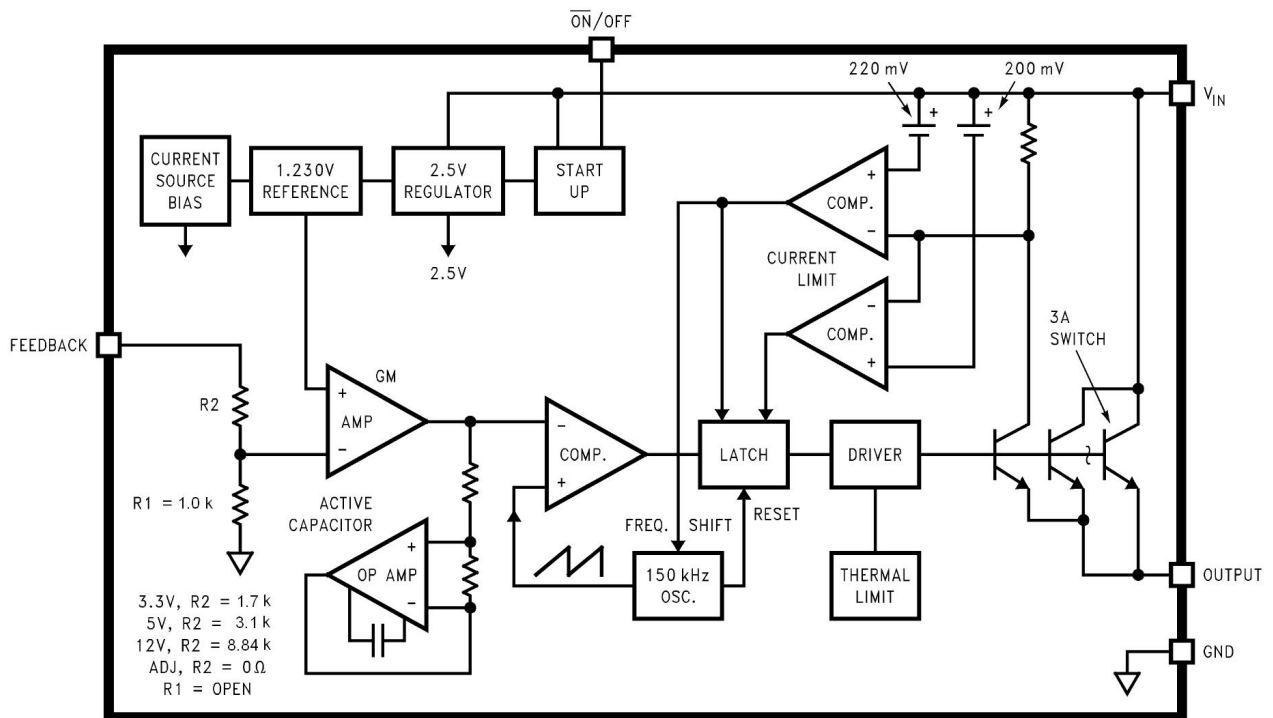 ON/OFF
220 mV
200 mV
+
+
VIN
CURRENT
SOURCE
BIAS
1.230V
REFERENCE
2.5V
REGULATOR
START
UP
+
COMP.
−
2.5V
CURRENT
LIMIT
−
COMP.
+
3A
SWITCH
FEEDBACK
R2
GM
+
AMP
−
−
COMP.
+
LATCH
DRIVER
R1 = 1.0 k
ACTIVE
CAPACITOR
FREQ. SHIFT
RESET
+
OP AMP
−
150 kHz
OSC.
THERMAL
LIMIT
OUTPUT
3.3V, R2 = 1.7 k
5V, R2 = 3.1 k
12V, R2 = 8.84 k
ADJ, R2 = 0Ω
R1 = OPEN
GND